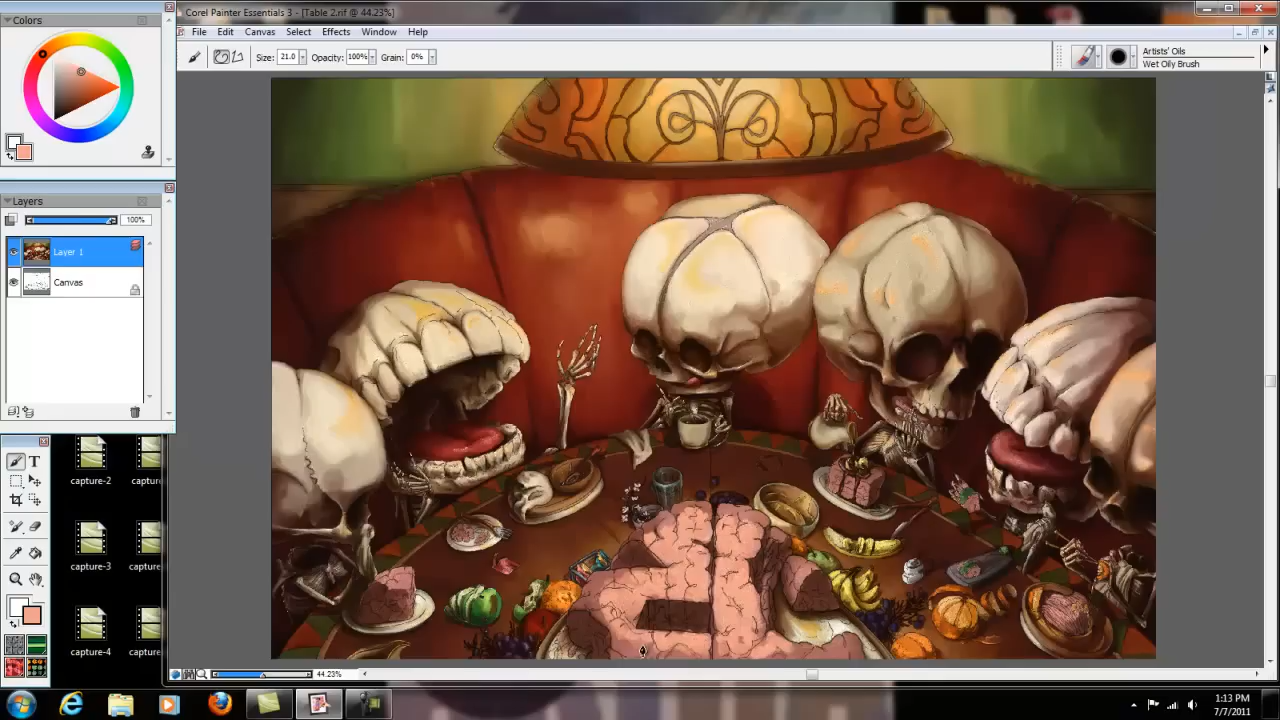 Corel Painter Essentials 3 - [Table 2.rif @ 44.23%]
Colors
File Edit Canvas Select Effects Window Help
Size: 21.0 Opacity: 100% Grain: 0%
Artists' Oils
Wet Oily Brush
Layers
100%
Layer 1
Canvas
T
capture-2
capture-3
capture-4
44.23%
1:13 PM
7/7/2011